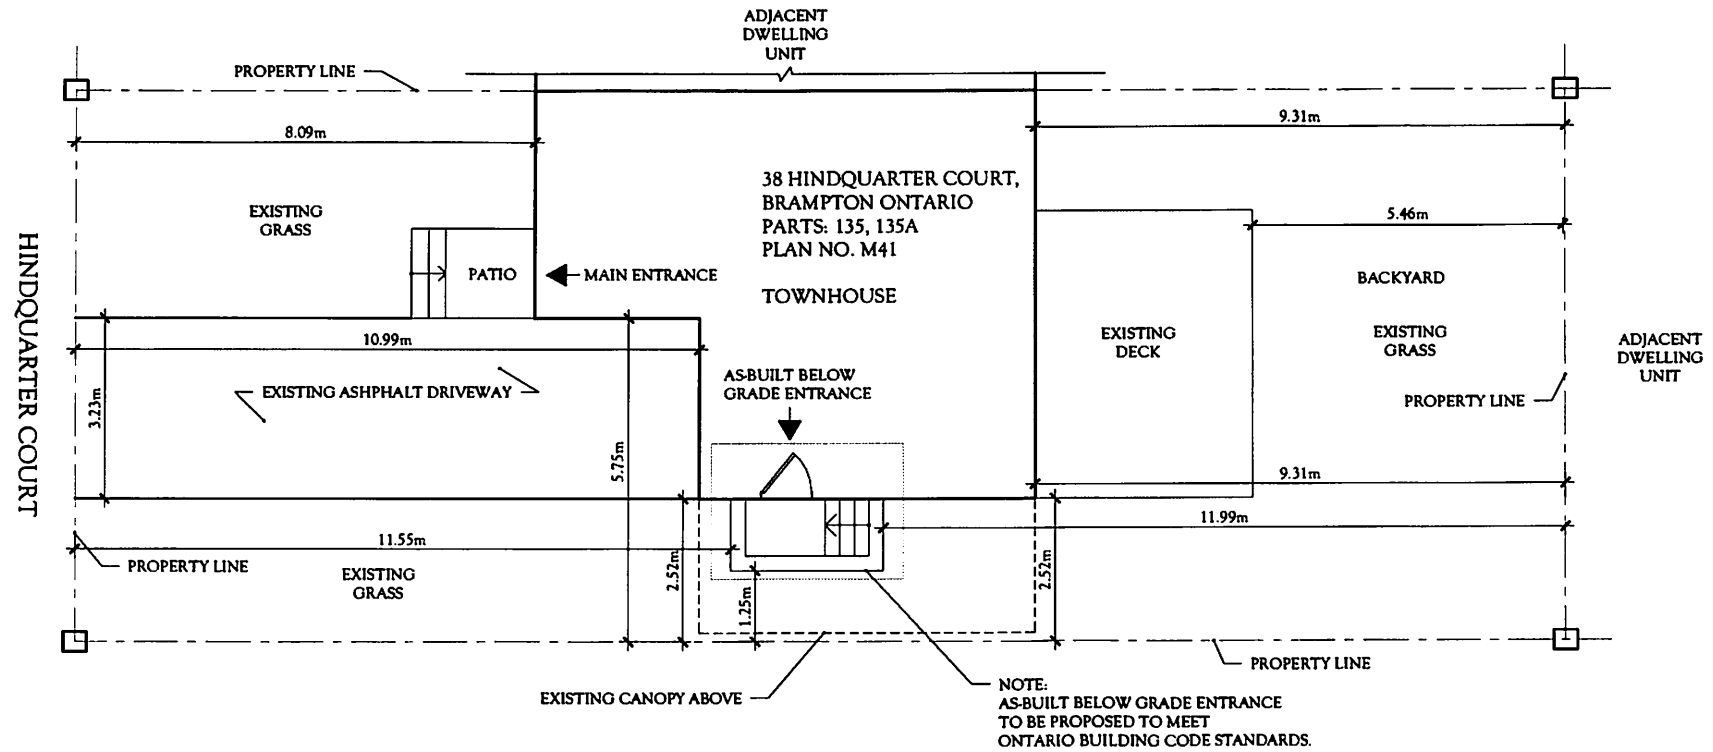 ADJACENT
DWELLING
UNIT
PROPERTY LINE
8.09m
9.31m
38 HINDQUARTER COURT,
BRAMPTON ONTARIO
PARTS: 135, 135A
PLAN NO. M41
TOWNHOUSE
EXISTING
GRASS
5.46m
HINDQUARTER COURT
PATIO
MAIN ENTRANCE
BACKYARD
EXISTING
DECK
EXISTING
GRASS
ADJACENT
DWELLING
UNIT
10.99m
3.23m
EXISTING ASHPHALT DRIVEWAY
AS-BUILT BELOW
GRADE ENTRANCE
PROPERTY LINE
5.75m
9.31m
11.99m
11.55m
PROPERTY LINE
EXISTING
GRASS
2.52m
1.25m
2.52m
PROPERTY LINE
EXISTING CANOPY ABOVE
NOTE:
AS-BUILT BELOW GRADE ENTRANCE
TO BE PROPOSED TO MEET
ONTARIO BUILDING CODE STANDARDS.